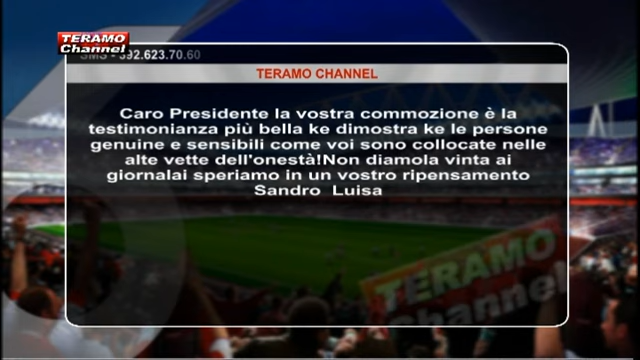 TERAMO
Channel
SMS - 392.623.70.60
TERAMO CHANNEL
Caro Presidente la vostra commozione è la
testimonianza più bella ke dimostra ke le persone
genuine e sensibili come voi sono collocate nelle
alte vette dell'onestà!Non diamola vinta ai
giornalai speriamo in un vostro ripensamento
Sandro Luisa
TERAMO
Channel